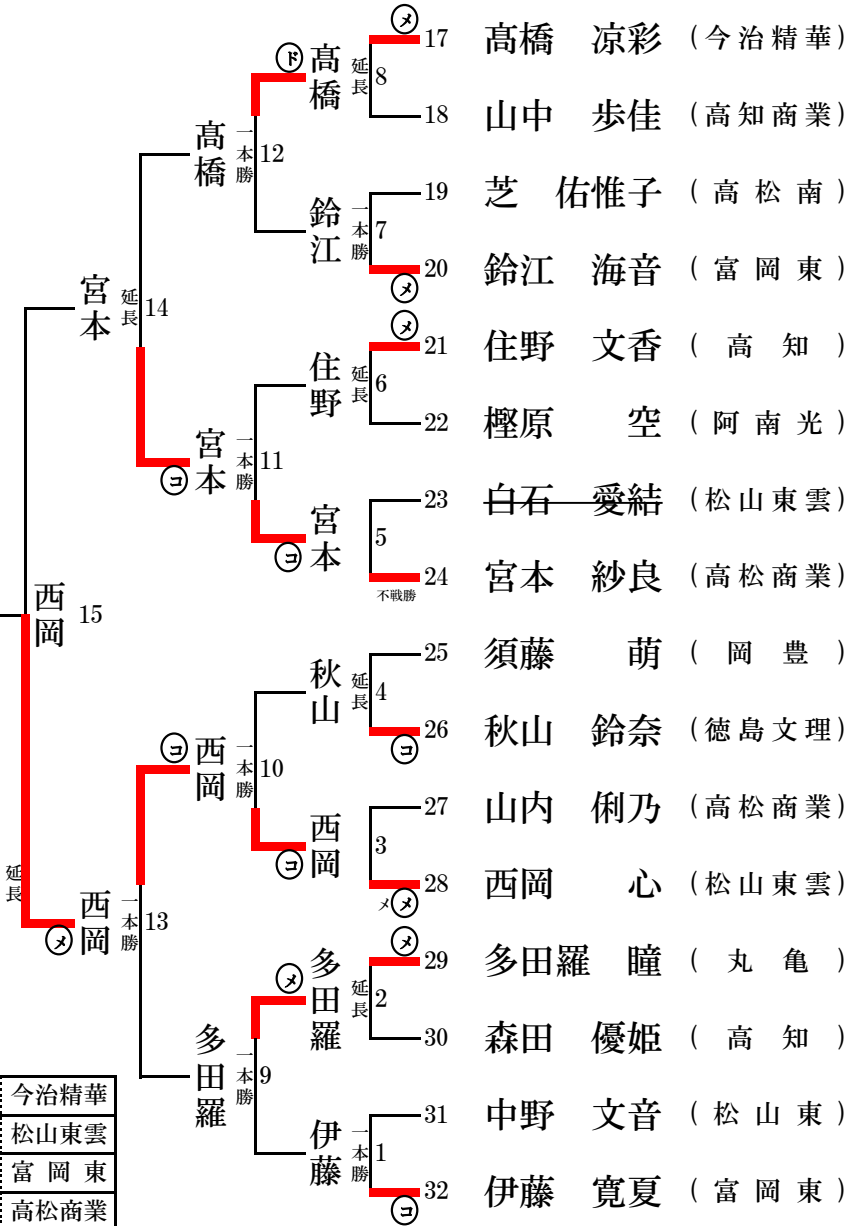 メ
17 髙橋 凉彩 (今治精華)
ド 髙橋 延長 8
18 山中 歩佳 (高知商業)
髙橋 一本勝 12
19 芝 佑惟子 (高松南)
鈴江 一本勝 7
20 鈴江 海音 (富岡東)
メ
宮本 延長 14
メ
21 住野 文香 (高知)
住野 延長 6
22 樫原 空 (阿南光)
コ 宮本 一本勝 11
23 白石 愛結 (松山東雲)
コ 宮本 5
24 宮本 紗良 (高松商業)
不戦勝
西岡 15
25 須藤 萌 (岡豊)
秋山 延長 4
26 秋山 鈴奈 (徳島文理)
コ
コ 西岡 一本勝 10
27 山内 俐乃 (高松商業)
コ 西岡 3
28 西岡 心 (松山東雲)
メメ
延長
メ 西岡 一本勝 13
メ
29 多田羅 瞳 (丸亀)
メ 多田羅 延長 2
30 森田 優姫 (高知)
多田羅 一本勝 9
31 中野 文音 (松山東)
伊藤 一本勝 1
32 伊藤 寛夏 (富岡東)
コ
今治精華
松山東雲
富岡東
高松商業